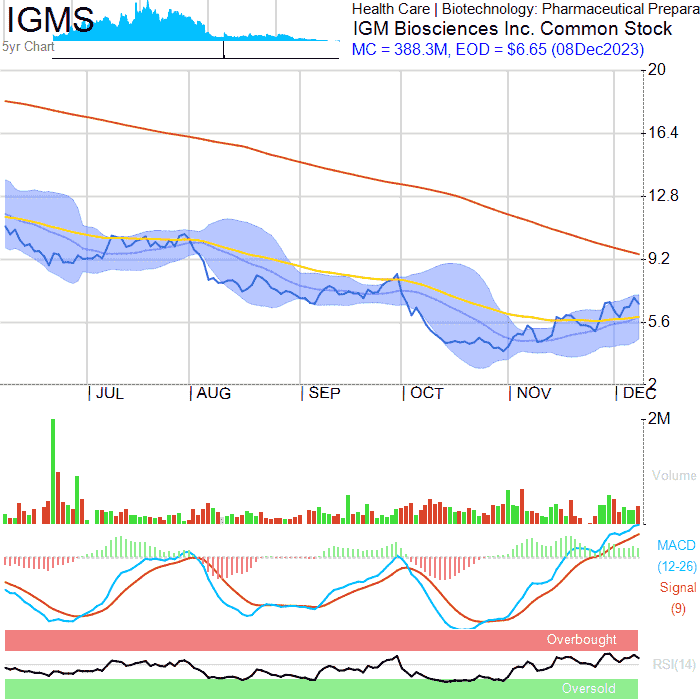 IGMS
5yr Chart
Health Care | Biotechnology: Pharmaceutical Prepara
IGM Biosciences Inc. Common Stock
MC = 388.3M, EOD = $6.65 (08Dec2023)
20
16.4
12.8
9.2
5.6
2
JUL
AUG
SEP
OCT
NOV
DEC
2M
Volume
MACD
(12-26)
Signal
(9)
Overbought
RSI(14)
Oversold